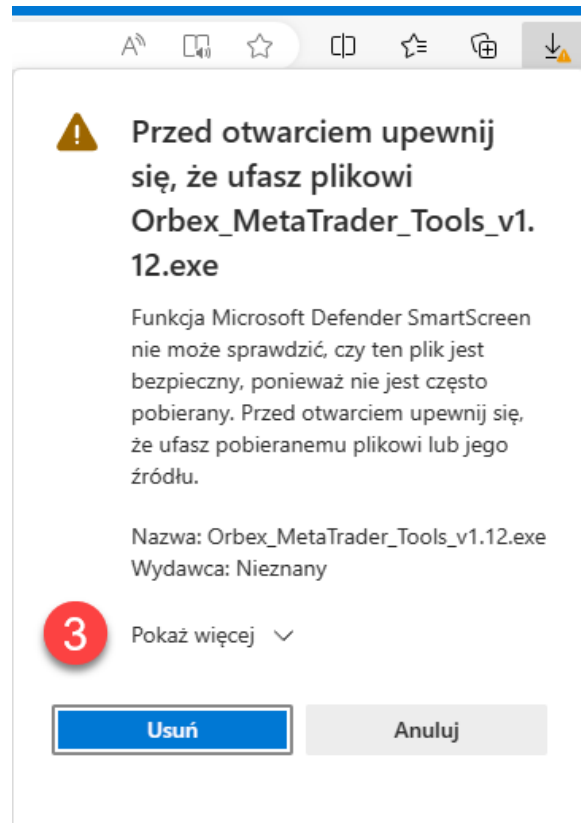 Przed otwarciem upewnij
się, że ufasz plikowi
Orbex_MetaTrader_Tools_v1.
12.exe
Funkcja Microsoft Defender SmartScreen
nie może sprawdzić, czy ten plik jest
bezpieczny, ponieważ nie jest często
pobierany. Przed otwarciem upewnij się,
że ufasz pobieranemu plikowi lub jego
źródłu.
Nazwa: Orbex_MetaTrader_Tools_v1.12.exe
Wydawca: Nieznany
3 Pokaż więcej
Usuń Anuluj